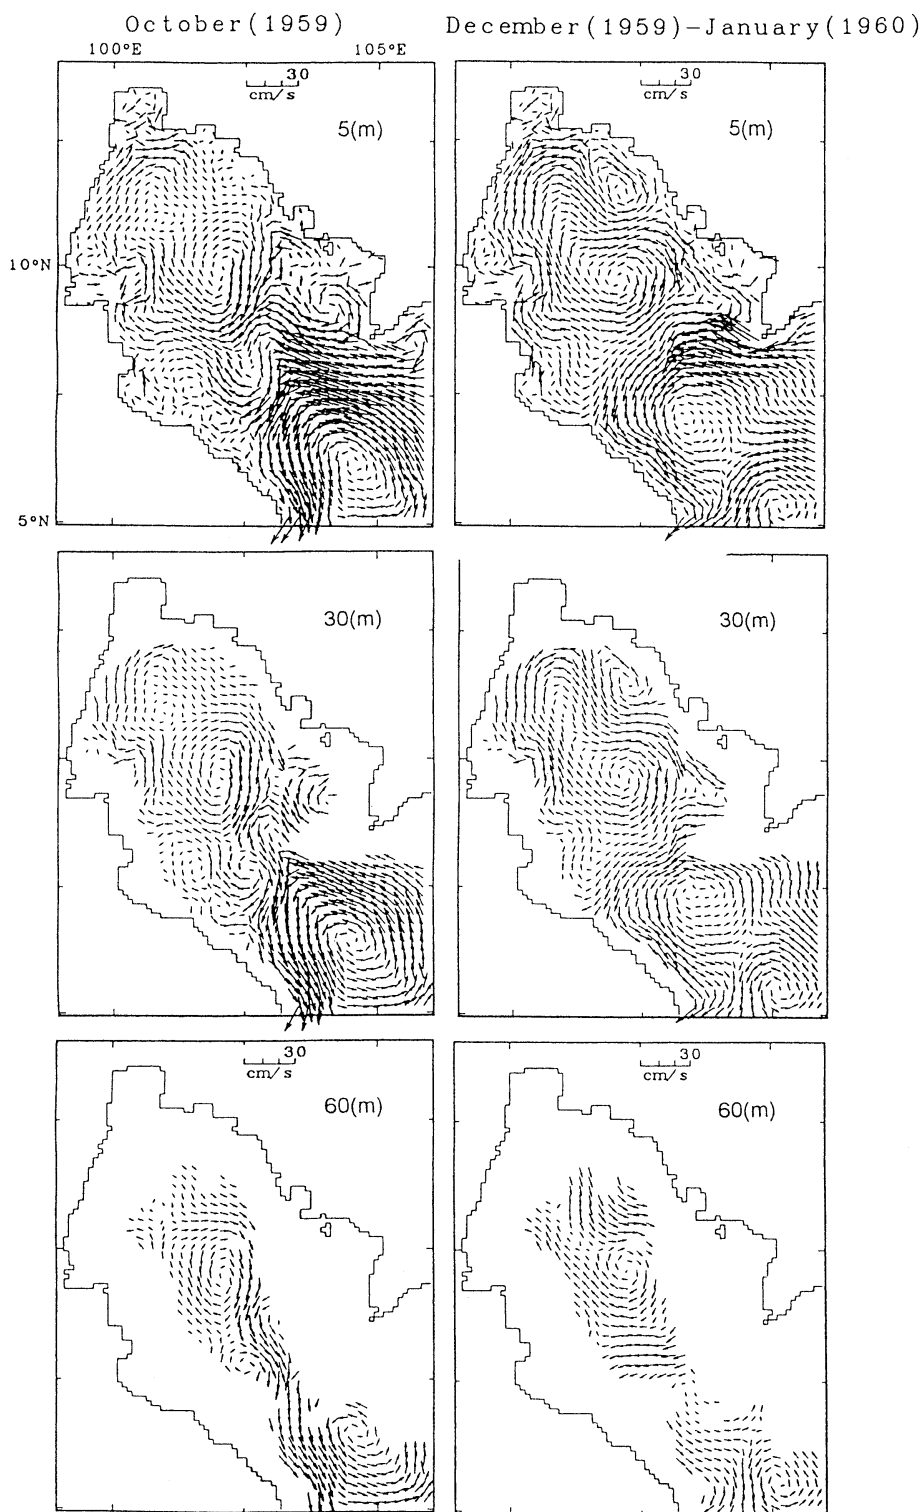 October(1959)
December(1959)-January(1960)
100°E
105°E
30
cm/s
5(m)
30
cm/s
5(m)
10°N
5°N
30(m)
30(m)
30
cm/s
60(m)
30
cm/s
60(m)